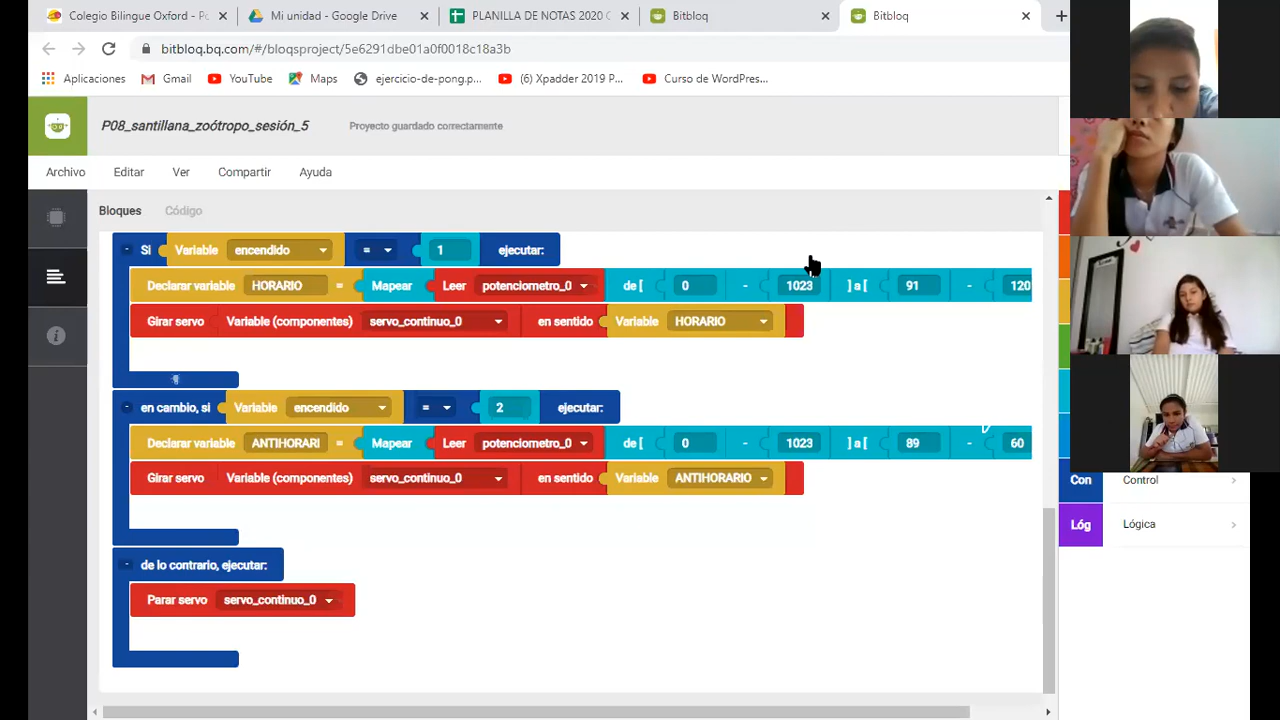 Colegio Bilingue Oxford - Po
Mi unidad - Google Drive
PLANILLA DE NOTAS 2090 C
Bitbloq
Bitbloq
bitbloq.bq.com/#/bloqsproject/5e6291dbe01a0f0018c18a3b
Aplicaciones
Gmail
YouTube
Maps
ejercicio-de-pong.p...
(6) Xpadder 2019 P...
Curso de WordPres...
P08_santillana_zoótropo_sesión_5
Proyecto guardado correctamente
Archivo Editar Ver Compartir Ayuda
Bloques Código
Si Variable encendido = 1 ejecutar:
Declarar variable HORARIO = Mapear Leer potenciometro_0 de [ 0 - 1023 ] a [ 91 - 120
Girar servo Variable (componentes) servo_continuo_0 en sentido Variable HORARIO
en cambio, si Variable encendido = 2 ejecutar:
Declarar variable ANTIHORARI = Mapear Leer potenciometro_0 de [ 0 - 1023 ] a [ 89 - 60
Girar servo Variable (componentes) servo_continuo_0 en sentido Variable ANTIHORARIO
de lo contrario, ejecutar:
Parar servo servo_continuo_0
Con Control
Lóg Lógica